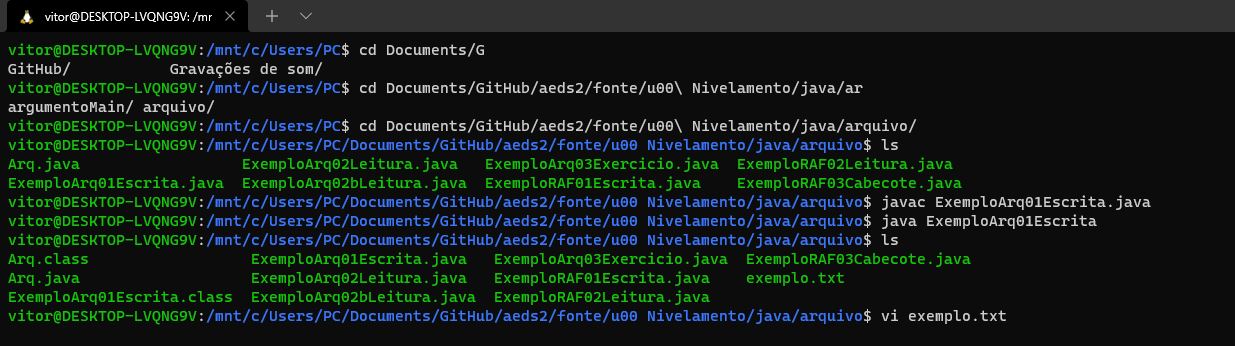 vitor@DESKTOP-LVQNG9V: /mr
vitor@DESKTOP-LVQNG9V:/mnt/c/Users/PC$ cd Documents/G
GitHub/           Gravações de som/
vitor@DESKTOP-LVQNG9V:/mnt/c/Users/PC$ cd Documents/GitHub/aeds2/fonte/u00\ Nivelamento/java/ar
argumentoMain/ arquivo/
vitor@DESKTOP-LVQNG9V:/mnt/c/Users/PC$ cd Documents/GitHub/aeds2/fonte/u00\ Nivelamento/java/arquivo/
vitor@DESKTOP-LVQNG9V:/mnt/c/Users/PC/Documents/GitHub/aeds2/fonte/u00 Nivelamento/java/arquivo$ ls
Arq.java                  ExemploArq02Leitura.java   ExemploArq03Exercicio.java  ExemploRAF02Leitura.java
ExemploArq01Escrita.java  ExemploArq02bLeitura.java  ExemploRAF01Escrita.java    ExemploRAF03Cabecote.java
vitor@DESKTOP-LVQNG9V:/mnt/c/Users/PC/Documents/GitHub/aeds2/fonte/u00 Nivelamento/java/arquivo$ javac ExemploArq01Escrita.java
vitor@DESKTOP-LVQNG9V:/mnt/c/Users/PC/Documents/GitHub/aeds2/fonte/u00 Nivelamento/java/arquivo$ java ExemploArq01Escrita
vitor@DESKTOP-LVQNG9V:/mnt/c/Users/PC/Documents/GitHub/aeds2/fonte/u00 Nivelamento/java/arquivo$ ls
Arq.class                  ExemploArq01Escrita.java   ExemploArq03Exercicio.java  ExemploRAF03Cabecote.java
Arq.java                   ExemploArq02Leitura.java   ExemploRAF01Escrita.java    exemplo.txt
ExemploArq01Escrita.class  ExemploArq02bLeitura.java  ExemploRAF02Leitura.java
vitor@DESKTOP-LVQNG9V:/mnt/c/Users/PC/Documents/GitHub/aeds2/fonte/u00 Nivelamento/java/arquivo$ vi exemplo.txt